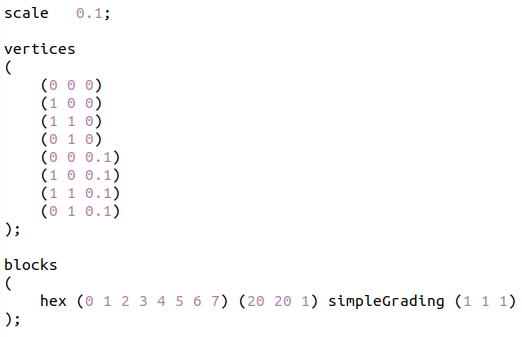 scale   0.1;

vertices
(
    (0 0 0)
    (1 0 0)
    (1 1 0)
    (0 1 0)
    (0 0 0.1)
    (1 0 0.1)
    (1 1 0.1)
    (0 1 0.1)
);

blocks
(
    hex (0 1 2 3 4 5 6 7) (20 20 1) simpleGrading (1 1 1)
);